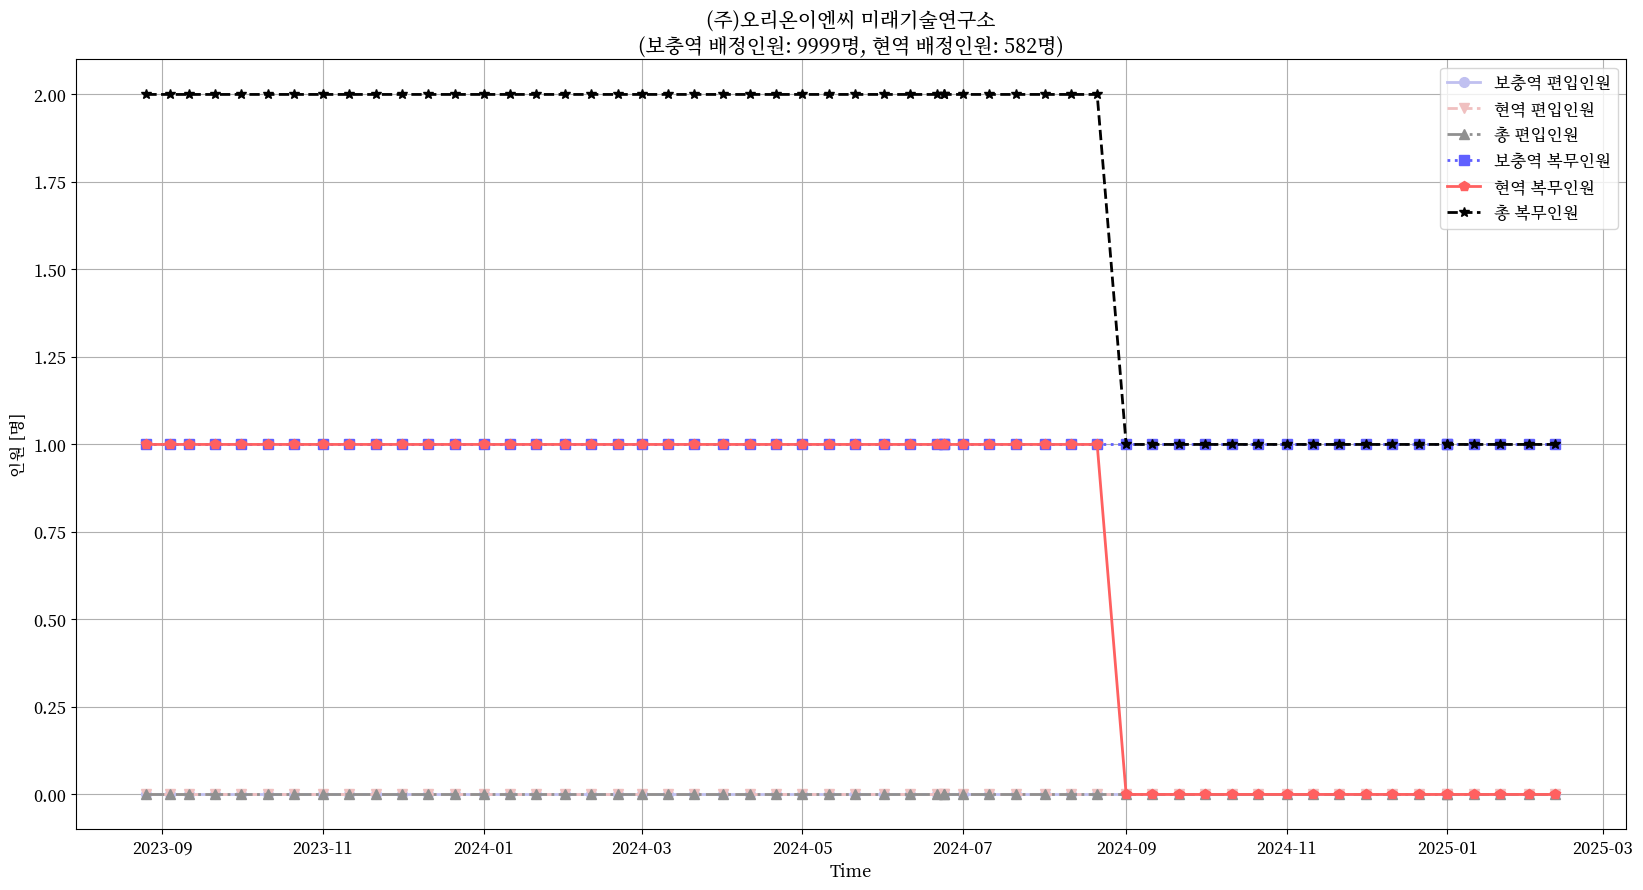 (주)오리온이엔씨 미래기술연구소
(보충역 배정인원: 9999명, 현역 배정인원: 582명)
보충역 편입인원
현역 편입인원
총 편입인원
보충역 복무인원
현역 복무인원
총 복무인원
인원 [명]
2.00
1.75
1.50
1.25
1.00
0.75
0.50
0.25
0.00
2023-09
2023-11
2024-01
2024-03
2024-05
2024-07
2024-09
2024-11
2025-01
2025-03
Time